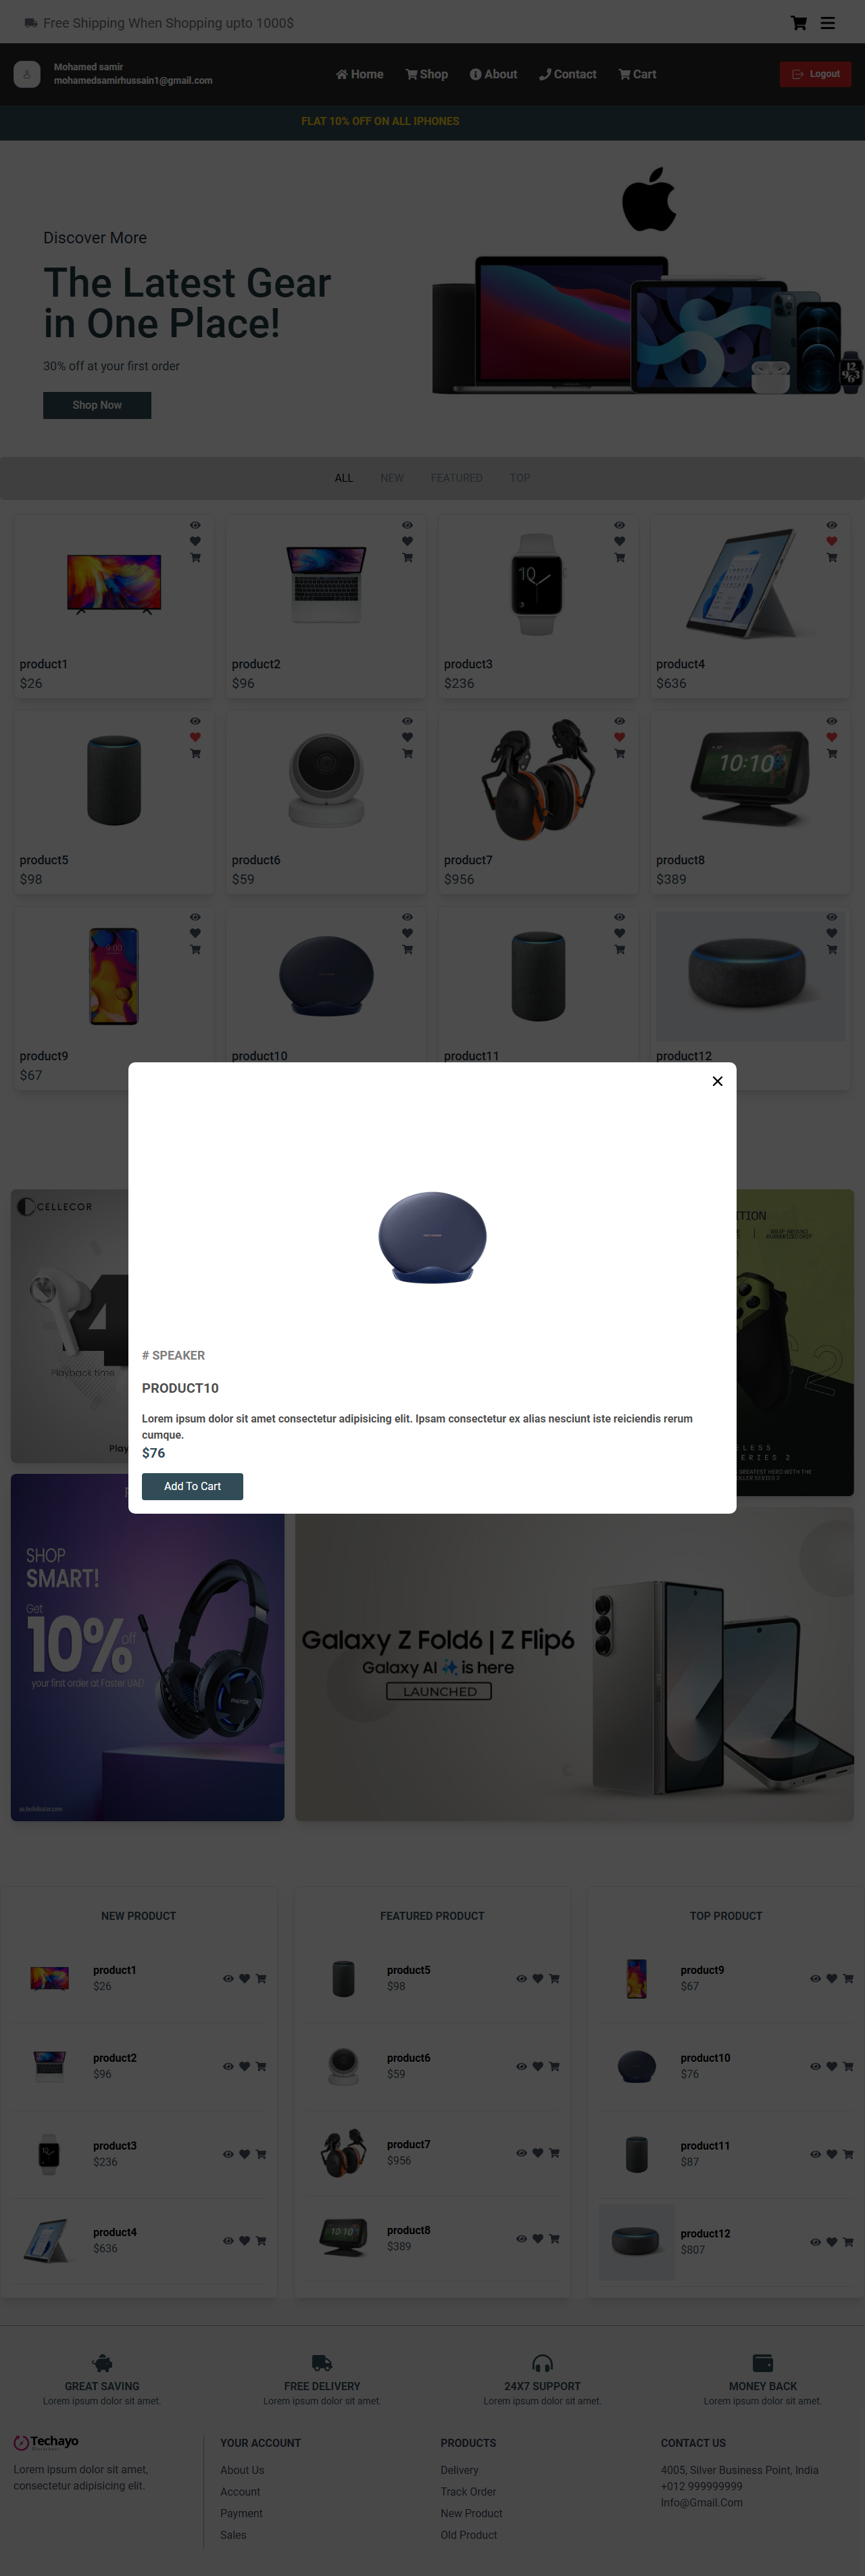 Free Shipping When Shopping upto 1000$
Mohamed samir
mohamedsamirhussain1@gmail.com
Home
Shop
About
Contact
Cart
Logout
FLAT 10% OFF ON ALL IPHONES
Discover More
The Latest Gear
in One Place!
30% off at your first order
Shop Now
ALL
NEW
FEATURED
TOP
product1
$26
product2
$96
product3
$236
product4
$636
product5
$98
product6
$59
product7
$956
10:10
product8
$389
product9
$67
product10
product11
product12
# SPEAKER
PRODUCT10
Lorem ipsum dolor sit amet consectetur adipisicing elit. Ipsam consectetur ex alias nesciunt iste reiciendis rerum
cumque.
$76
Add To Cart
CELLECOR
4
Playback time
Play
ITION
SERIES 2
SHOP
SMART!
Get
10%
off
your first order at Faster UAE!
Galaxy Z Fold6 | Z Flip6
Galaxy AI is here
LAUNCHED
NEW PRODUCT
product1
$26
product2
$96
product3
$236
product4
$636
FEATURED PRODUCT
product5
$98
product6
$59
product7
$956
product8
$389
TOP PRODUCT
product9
$67
product10
$76
product11
$87
product12
$807
GREAT SAVING
Lorem ipsum dolor sit amet.
FREE DELIVERY
Lorem ipsum dolor sit amet.
24X7 SUPPORT
Lorem ipsum dolor sit amet.
MONEY BACK
Lorem ipsum dolor sit amet.
Techayo
Lorem ipsum dolor sit amet,
consectetur adipisicing elit.
YOUR ACCOUNT
About Us
Account
Payment
Sales
PRODUCTS
Delivery
Track Order
New Product
Old Product
CONTACT US
4005, Silver Business Point, India
+012 999999999
Info@Gmail.Com